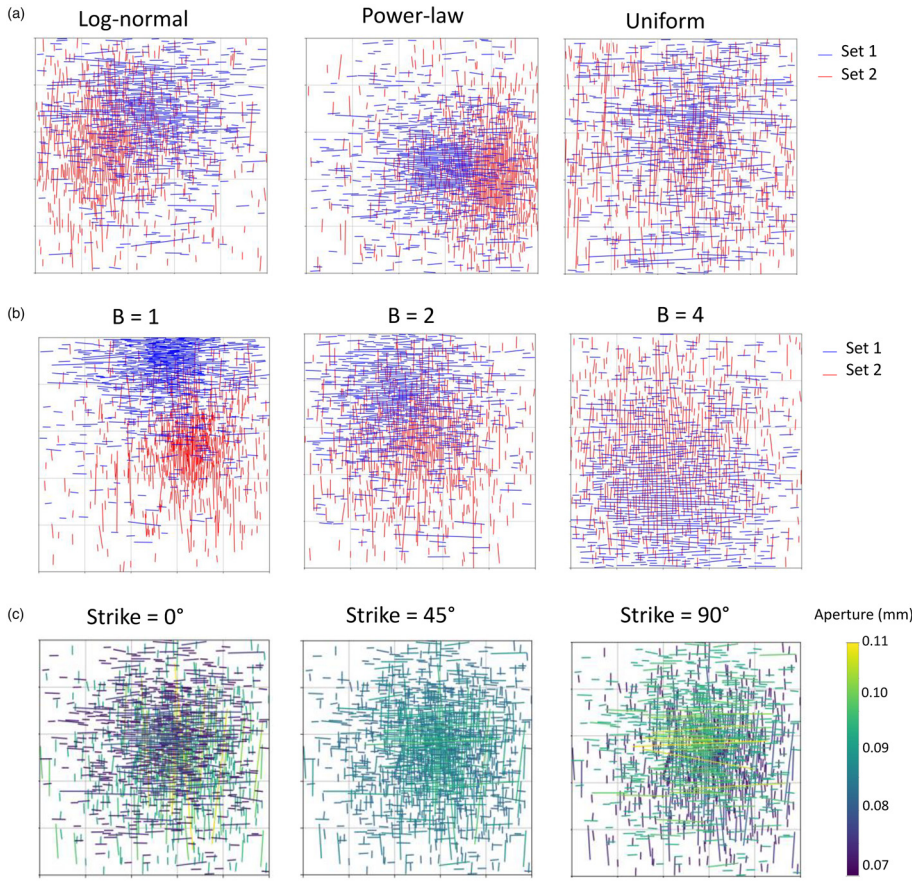 (a)
Log-normal
Power-law
Uniform
Set 1
Set 2
(b)
B = 1
B = 2
B = 4
Set 1
Set 2
(c)
Strike = 0°
Strike = 45°
Strike = 90°
Aperture (mm)
0.11
0.10
0.09
0.08
0.07